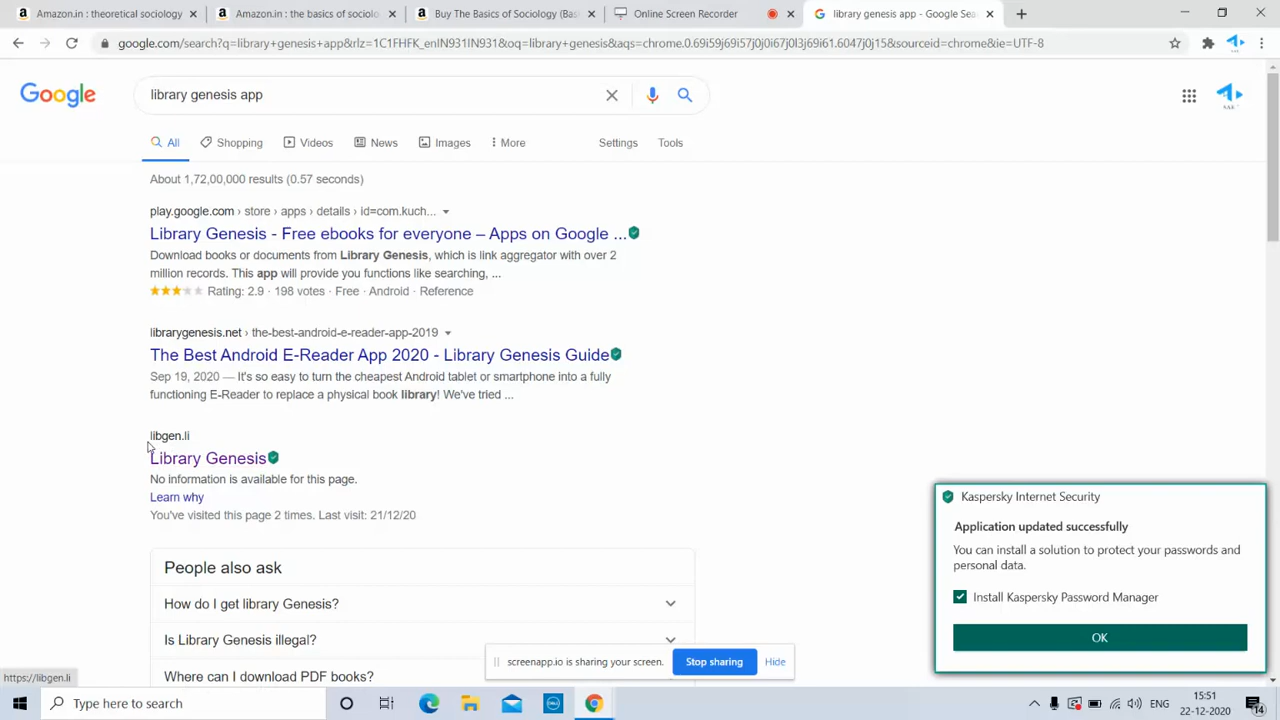 Amazon.in : theoretical sociology
Amazon.in : the basics of sociolo
Buy The Basics of Sociology (Bas
Online Screen Recorder
library genesis app - Google Sea
google.com/search?q=library+genesis+app&rlz=1C1FHFK_enIN931IN931&oq=library+genesis&aqs=chrome.0.69i59j69i57j0j0i67j0l3j69i61.6047j0j15&sourceid=chrome&ie=UTF-8
Google
library genesis app
All
Shopping
Videos
News
Images
More
Settings
Tools
About 1,72,00,000 results (0.57 seconds)
play.google.com › store › apps › details › id=com.kuch...
Library Genesis - Free ebooks for everyone – Apps on Google ...
Download books or documents from Library Genesis, which is link aggregator with over 2
million records. This app will provide you functions like searching, ...
Rating: 2.9 · 198 votes · Free · Android · Reference
librarygenesis.net › the-best-android-e-reader-app-2019
The Best Android E-Reader App 2020 - Library Genesis Guide
Sep 19, 2020 — It's so easy to turn the cheapest Android tablet or smartphone into a fully
functioning E-Reader to replace a physical book library! We've tried ...
libgen.li
Library Genesis
No information is available for this page.
Learn why
You've visited this page 2 times. Last visit: 21/12/20
People also ask
How do I get library Genesis?
Is Library Genesis illegal?
Where can I download PDF books?
Kaspersky Internet Security
Application updated successfully
You can install a solution to protect your passwords and
personal data.
Install Kaspersky Password Manager
OK
screenapp.io is sharing your screen.
Stop sharing
Hide
https://libgen.li
Type here to search
DELL
ENG
15:51
22-12-2020
14